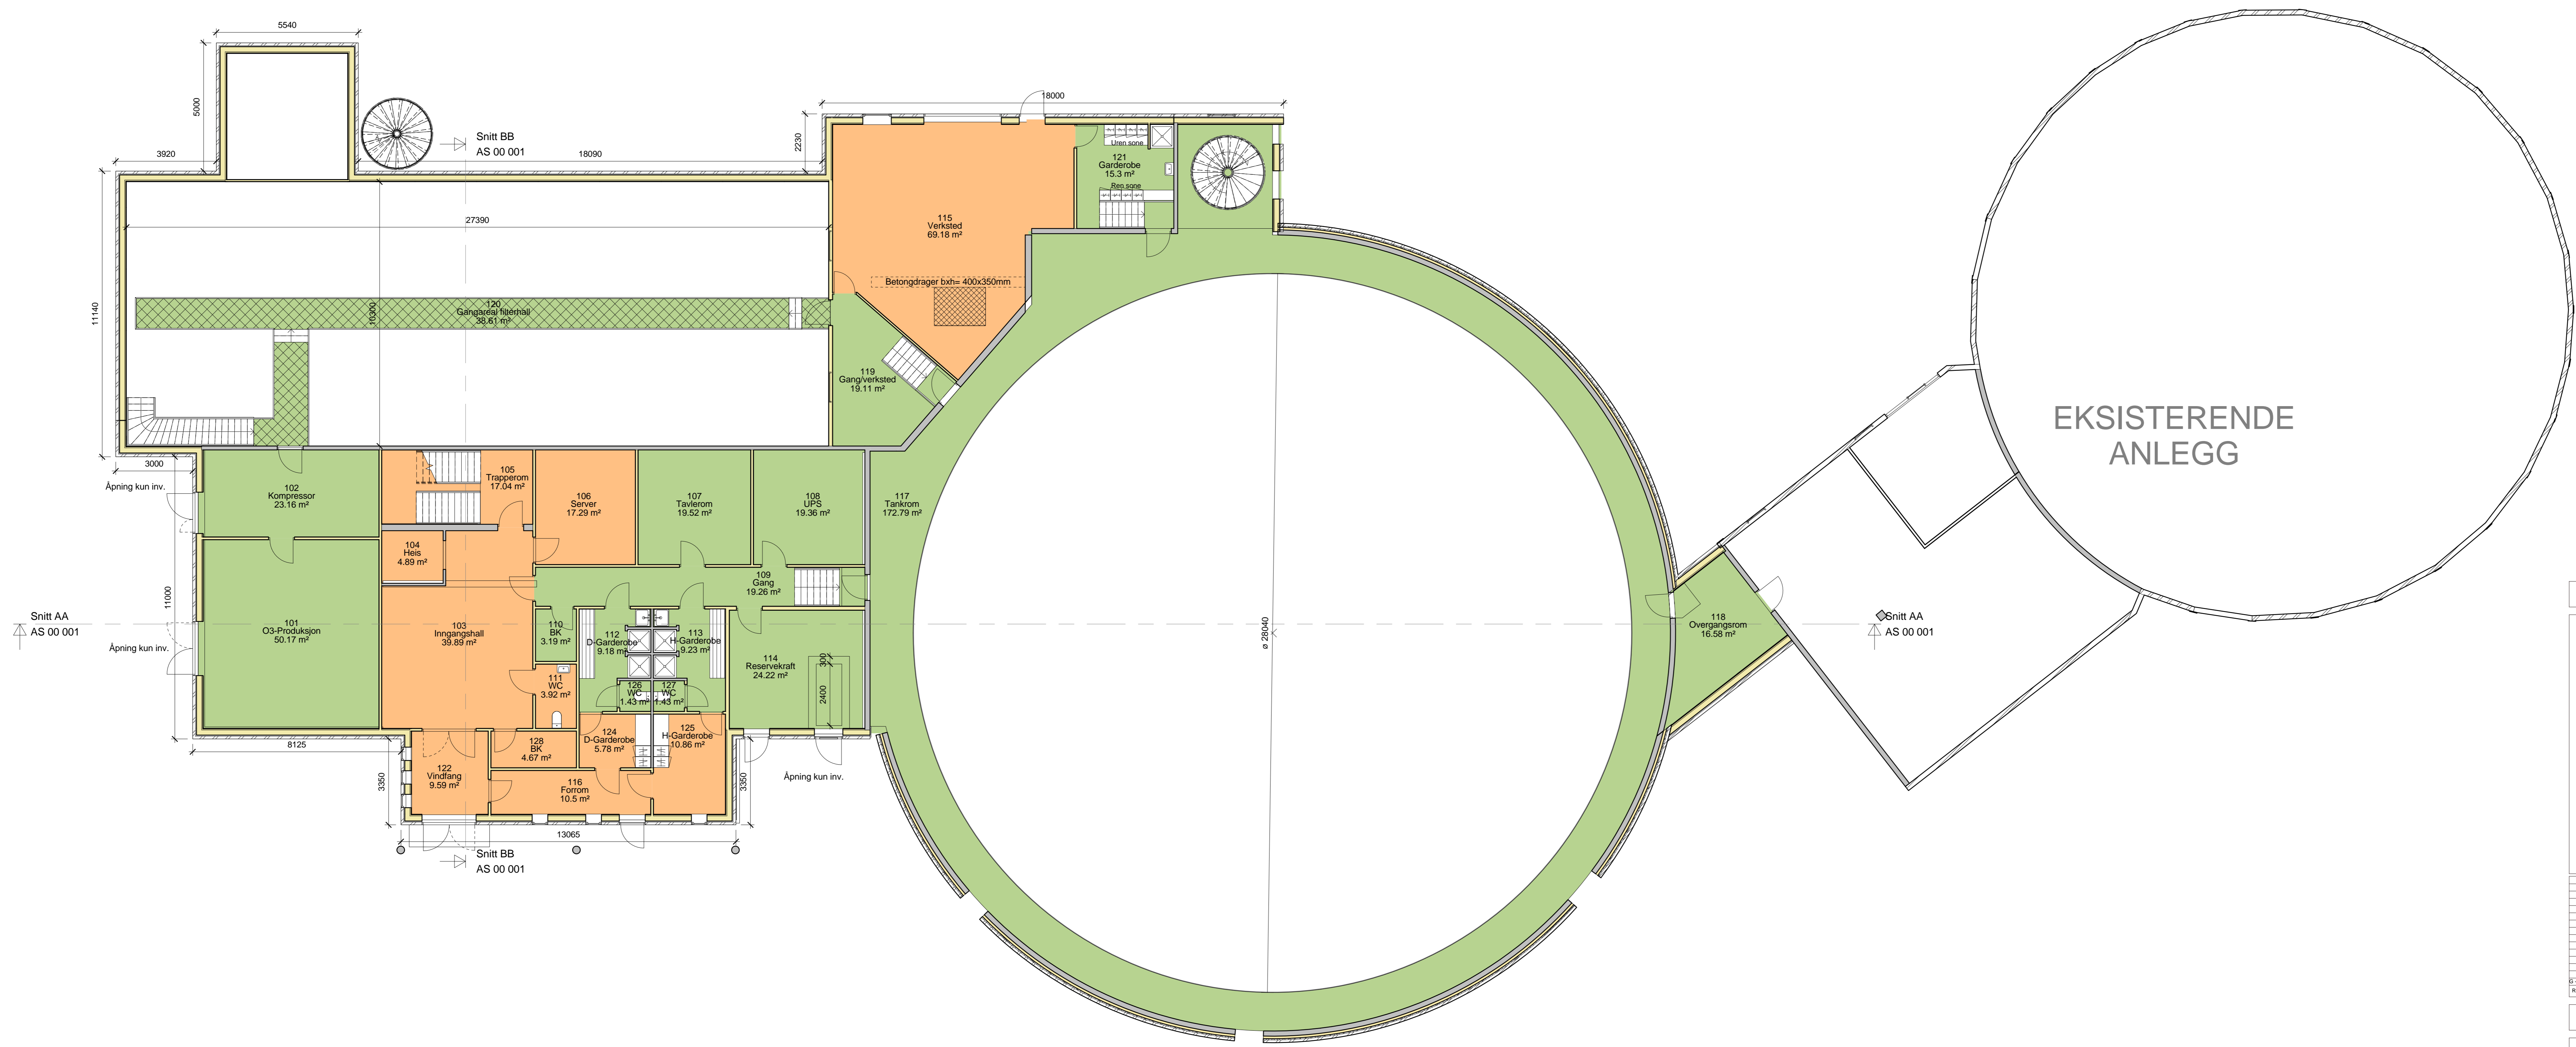 5540
5000
3920
Snitt BB
AS 00 001
18090
18000
2230
Uren sone
121
Garderobe
15.3 m²
Ren sone
27390
115
Verksted
69.18 m²
Betongdrager bxh= 400x350mm
11140
10300
120
Gangareal filterhall
38.61 m²
119
Gang/verksted
19.11 m²
EKSISTERENDE
ANLEGG
3000
Åpning kun inv.
102
Kompressor
23.16 m²
105
Trapperom
17.04 m²
106
Server
17.29 m²
107
Tavlerom
19.52 m²
108
UPS
19.36 m²
117
Tankrom
172.79 m²
104
Heis
4.89 m²
109
Gang
19.26 m²
11000
Snitt AA
AS 00 001
101
O3-Produksjon
50.17 m²
103
Inngangshall
39.89 m²
110
BK
3.19 m²
112
D-Garderobe
9.18 m²
113
H-Garderobe
9.23 m²
114
Reservekraft
24.22 m²
300
2400
ø 28040
118
Overgangsrom
16.58 m²
Snitt AA
AS 00 001
Åpning kun inv.
111
WC
3.92 m²
126
WC
1.43 m²
127
WC
1.43 m²
8125
128
BK
4.67 m²
124
D-Garderobe
5.78 m²
125
H-Garderobe
10.86 m²
122
Vindfang
9.59 m²
116
Forrom
10.5 m²
3350
3350
Åpning kun inv.
13065
Snitt BB
AS 00 001